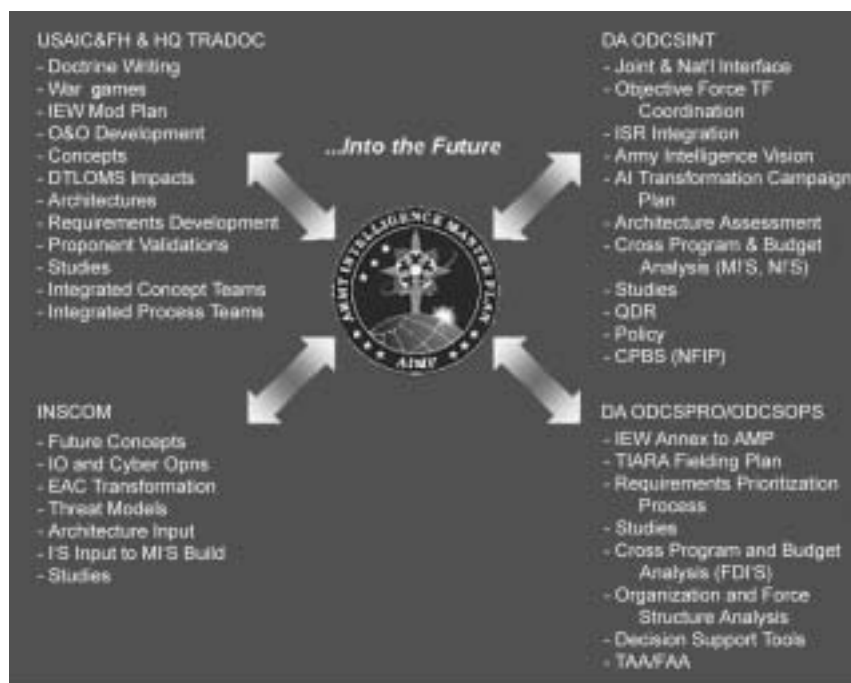 USAIC&FH & HQ TRADOC
- Doctrine Writing
- War games
- IEW Mod Plan
- O&O Development
- Concepts
- DTLOMS Impacts
- Architectures
- Requirements Development
- Proponent Validations
- Studies
- Integrated Concept Teams
- Integrated Process Teams
...Into the Future
DA ODCSINT
- Joint & Nat'l Interface
- Objective Force TF
Coordination
- ISR Integration
- Army Intelligence Vision
- AI Transformation Campaign
Plan
- Architecture Assessment
- Cross Program & Budget
Analysis
- Studies
- QDR
- Policy
- CPBS (NFIP)
ARMY INTELLIGENCE MASTER PLAN
AIMP
INSCOM
- Future Concepts
- IO and Cyber Opns
- EAC Transformation
- Threat Models
- Architecture Input
Input to
Build
- Studies
DA ODCSPRO/ODCSOPS
- IEW Annex to AMP
- TIARA Fielding Plan
- Requirements Prioritization
Process
- Studies
- Cross Program and Budget
Analysis
- Organization and Force
Structure Analysis
- Decision Support Tools
- TAA/FAA